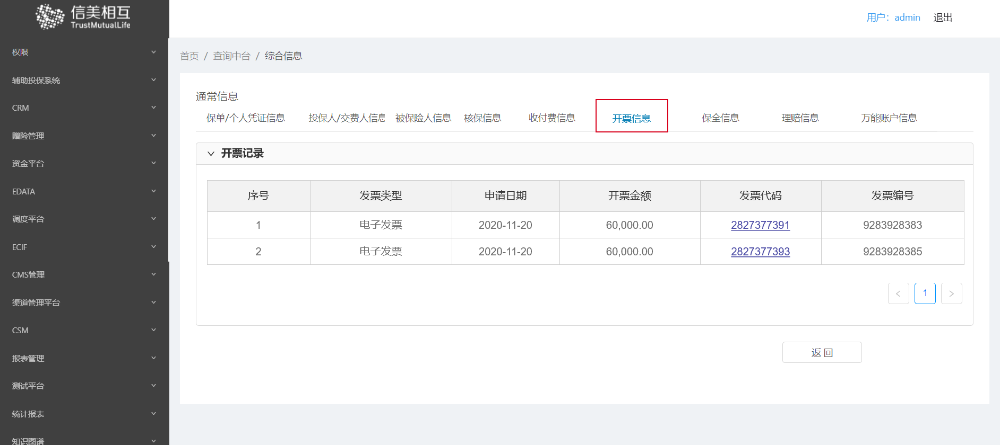 信美相互
TrustMutualLife
用户：admin 退出
权限
辅助投保系统
CRM
赠险管理
资金平台
EDATA
调度平台
ECIF
CMS管理
渠道管理平台
CSM
报表管理
测试平台
统计报表
知识图谱
首页 / 查询中台 / 综合信息
通常信息
保单/个人凭证信息 投保人/交费人信息 被保险人信息 核保信息 收付费信息 开票信息 保全信息 理赔信息 万能账户信息
开票记录
序号 发票类型 申请日期 开票金额 发票代码 发票编号
1 电子发票 2020-11-20 60,000.00 2827377391 9283928383
2 电子发票 2020-11-20 60,000.00 2827377393 9283928385
< 1 >
返 回